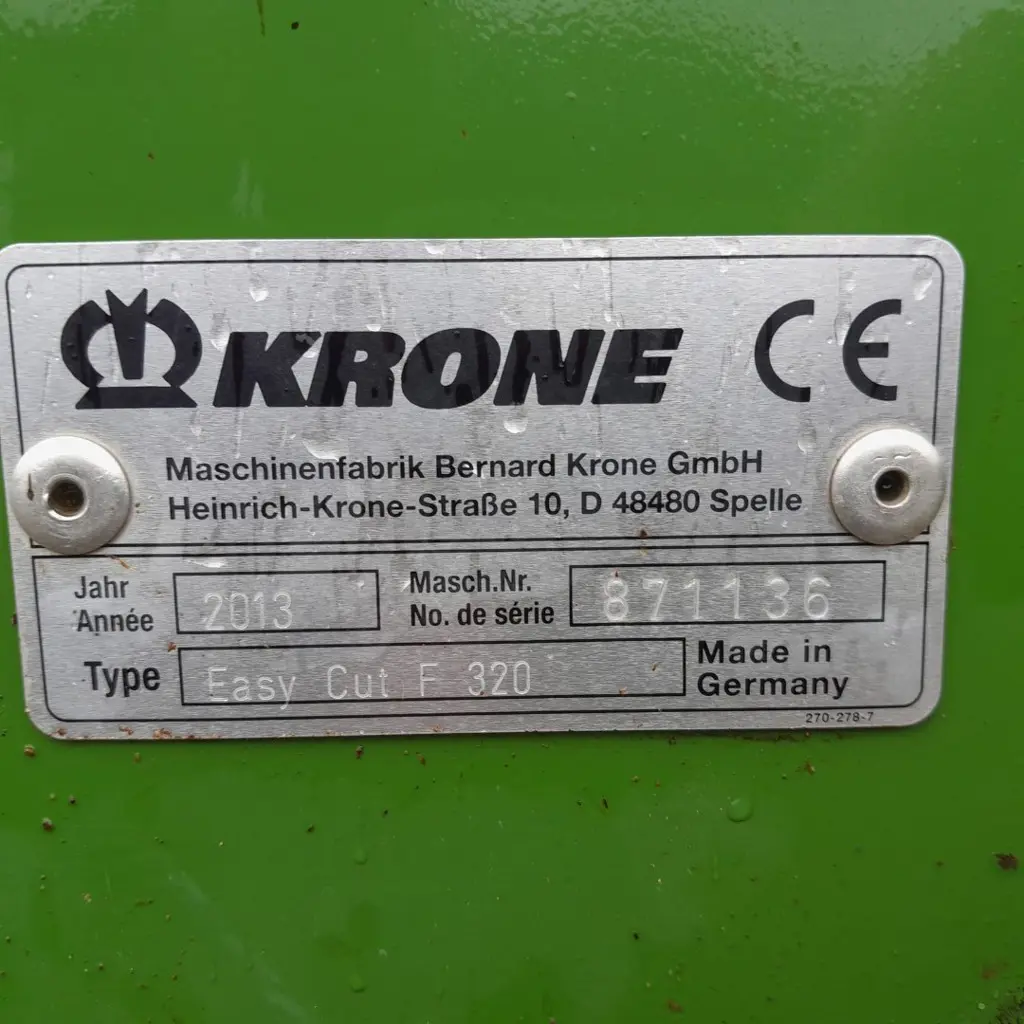 KRONE CE
Maschinenfabrik Bernard Krone GmbH
Heinrich-Krone-Straße 10, D 48480 Spelle
Jahr
Année
2013
Masch.Nr.
No. de série
871136
Type
Easy Cut F 320
Made in
Germany
270-278-7